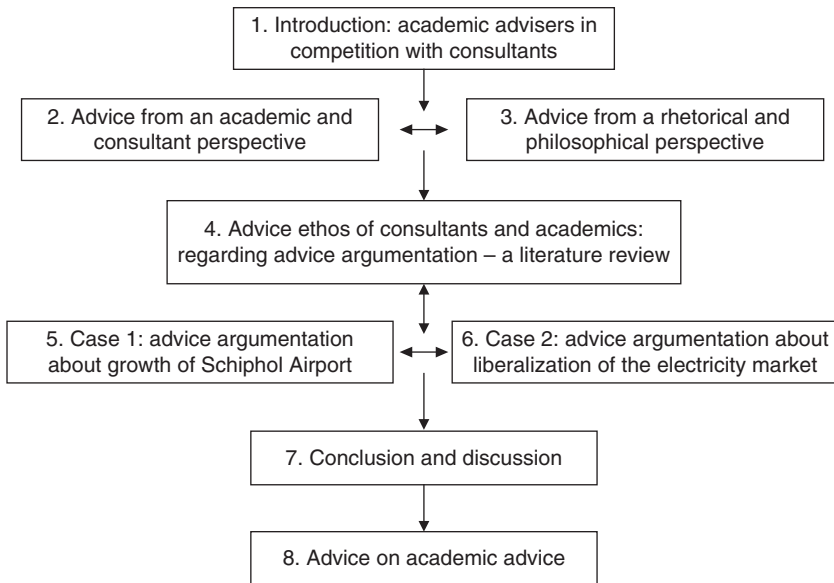 1. Introduction: academic advisers in
competition with consultants
2. Advice from an academic and
consultant perspective
3. Advice from a rhetorical and
philosophical perspective
4. Advice ethos of consultants and academics:
regarding advice argumentation – a literature review
5. Case 1: advice argumentation
about growth of Schiphol Airport
6. Case 2: advice argumentation about
liberalization of the electricity market
7. Conclusion and discussion
8. Advice on academic advice